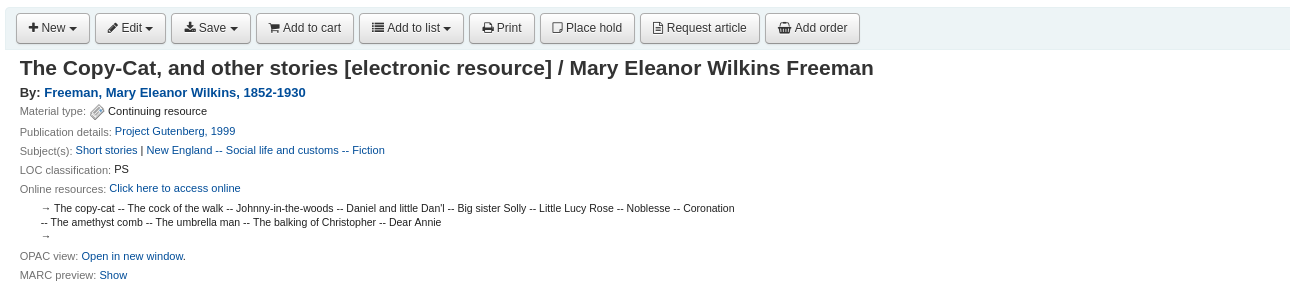 New Edit Save Add to cart Add to list Print Place hold Request article Add order
The Copy-Cat, and other stories [electronic resource] / Mary Eleanor Wilkins Freeman
By: Freeman, Mary Eleanor Wilkins, 1852-1930
Material type: Continuing resource
Publication details: Project Gutenberg, 1999
Subject(s): Short stories | New England -- Social life and customs -- Fiction
LOC classification: PS
Online resources: Click here to access online
→ The copy-cat -- The cock of the walk -- Johnny-in-the-woods -- Daniel and little Dan'l -- Big sister Solly -- Little Lucy Rose -- Noblesse -- Coronation
-- The amethyst comb -- The umbrella man -- The balking of Christopher -- Dear Annie
→
OPAC view: Open in new window.
MARC preview: Show